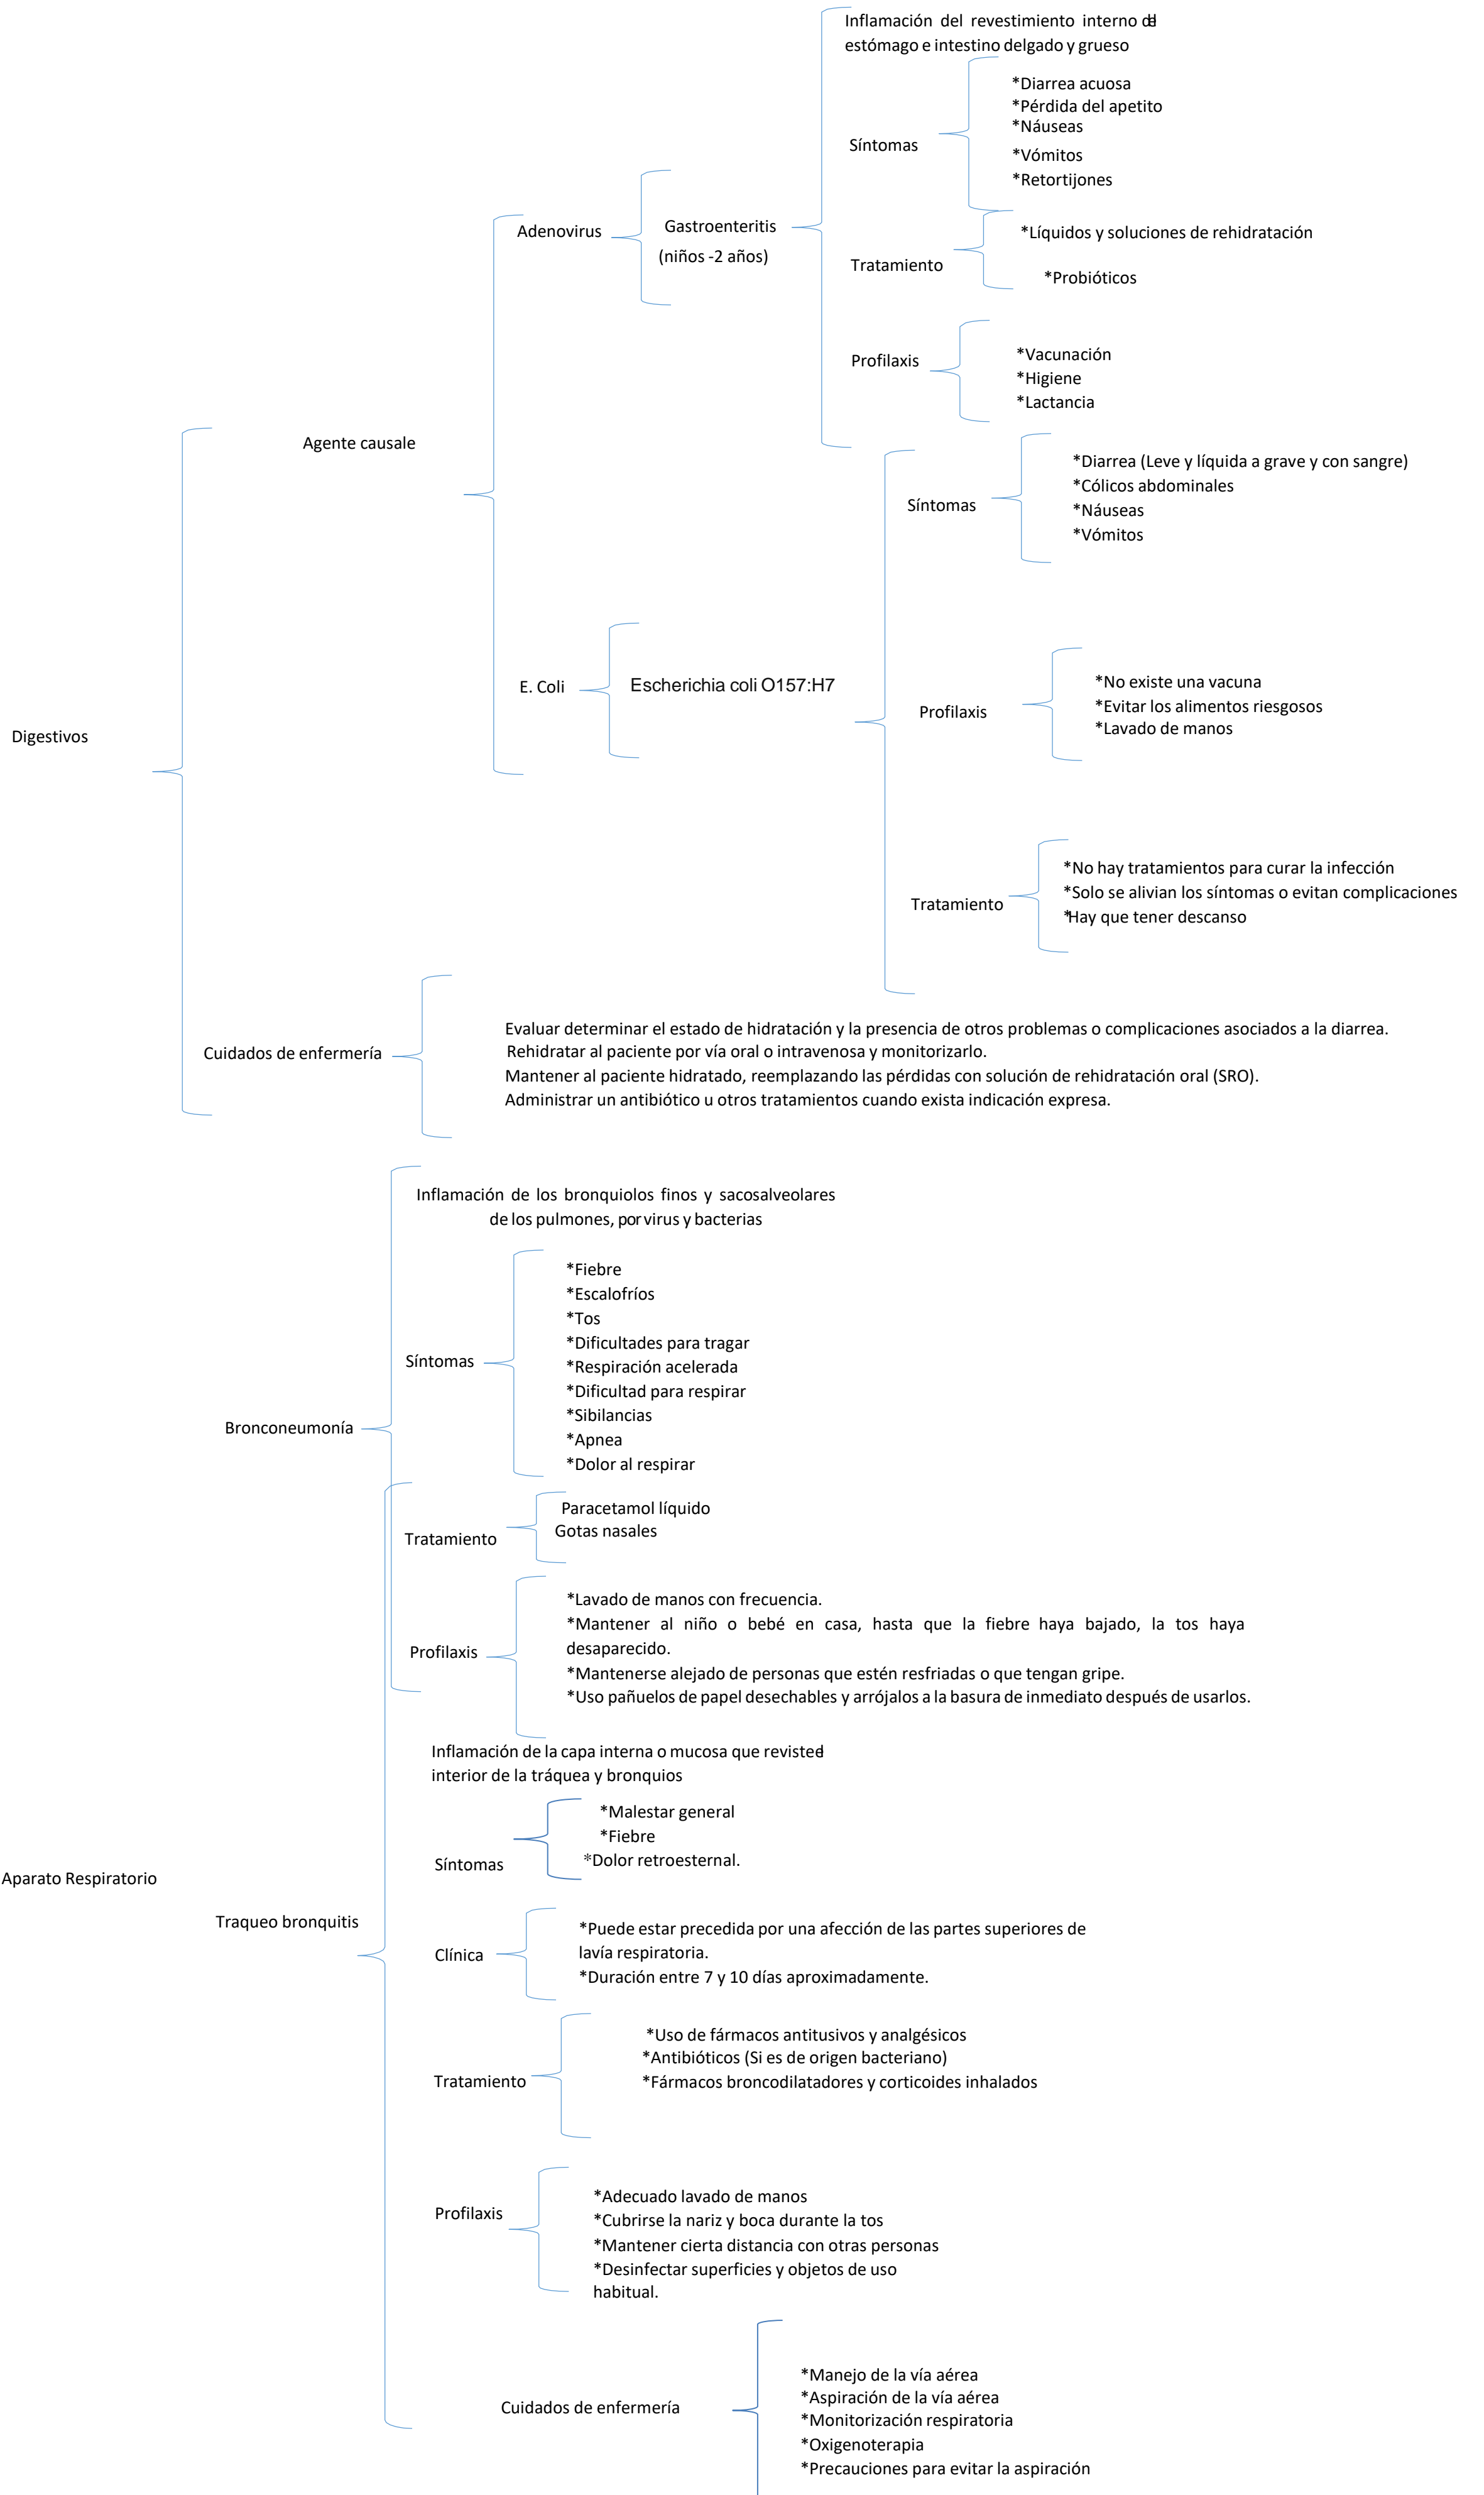 Inflamación del revestimiento interno del
estómago e intestino delgado y grueso
*Diarrea acuosa
*Pérdida del apetito
*Náuseas
Síntomas
*Vómitos
*Retortijones
Adenovirus
Gastroenteritis
(niños -2 años)
*Líquidos y soluciones de rehidratación
Tratamiento
*Probióticos
Profilaxis
*Vacunación
*Higiene
*Lactancia
Agente causale
*Diarrea (Leve y líquida a grave y con sangre)
*Cólicos abdominales
Síntomas
*Náuseas
*Vómitos
E. Coli
Escherichia coli O157:H7
*No existe una vacuna
*Evitar los alimentos riesgosos
Profilaxis
*Lavado de manos
Digestivos
*No hay tratamientos para curar la infección
*Solo se alivian los síntomas o evitan complicaciones
Tratamiento
*Hay que tener descanso
Cuidados de enfermería
Evaluar determinar el estado de hidratación y la presencia de otros problemas o complicaciones asociados a la diarrea.
Rehidratar al paciente por vía oral o intravenosa y monitorizarlo.
Mantener al paciente hidratado, reemplazando las pérdidas con solución de rehidratación oral (SRO).
Administrar un antibiótico u otros tratamientos cuando exista indicación expresa.
Inflamación de los bronquiolos finos y sacosalveolares
de los pulmones, por virus y bacterias
*Fiebre
*Escalofríos
*Tos
*Dificultades para tragar
Síntomas
*Respiración acelerada
*Dificultad para respirar
*Sibilancias
Bronconeumonía
*Apnea
*Dolor al respirar
Paracetamol líquido
Gotas nasales
Tratamiento
*Lavado de manos con frecuencia.
*Mantener al niño o bebé en casa, hasta que la fiebre haya bajado, la tos haya
desaparecido.
Profilaxis
*Mantenerse alejado de personas que estén resfriadas o que tengan gripe.
*Uso pañuelos de papel desechables y arrójalos a la basura de inmediato después de usarlos.
Inflamación de la capa interna o mucosa que reviste el
interior de la tráquea y bronquios
*Malestar general
*Fiebre
Síntomas
*Dolor retroesternal.
Aparato Respiratorio
Traqueo bronquitis
*Puede estar precedida por una afección de las partes superiores de
lavía respiratoria.
Clínica
*Duración entre 7 y 10 días aproximadamente.
*Uso de fármacos antitusivos y analgésicos
*Antibióticos (Si es de origen bacteriano)
Tratamiento
*Fármacos broncodilatadores y corticoides inhalados
*Adecuado lavado de manos
Profilaxis
*Cubrirse la nariz y boca durante la tos
*Mantener cierta distancia con otras personas
*Desinfectar superficies y objetos de uso
habitual.
*Manejo de la vía aérea
*Aspiración de la vía aérea
Cuidados de enfermería
*Monitorización respiratoria
*Oxigenoterapia
*Precauciones para evitar la aspiración